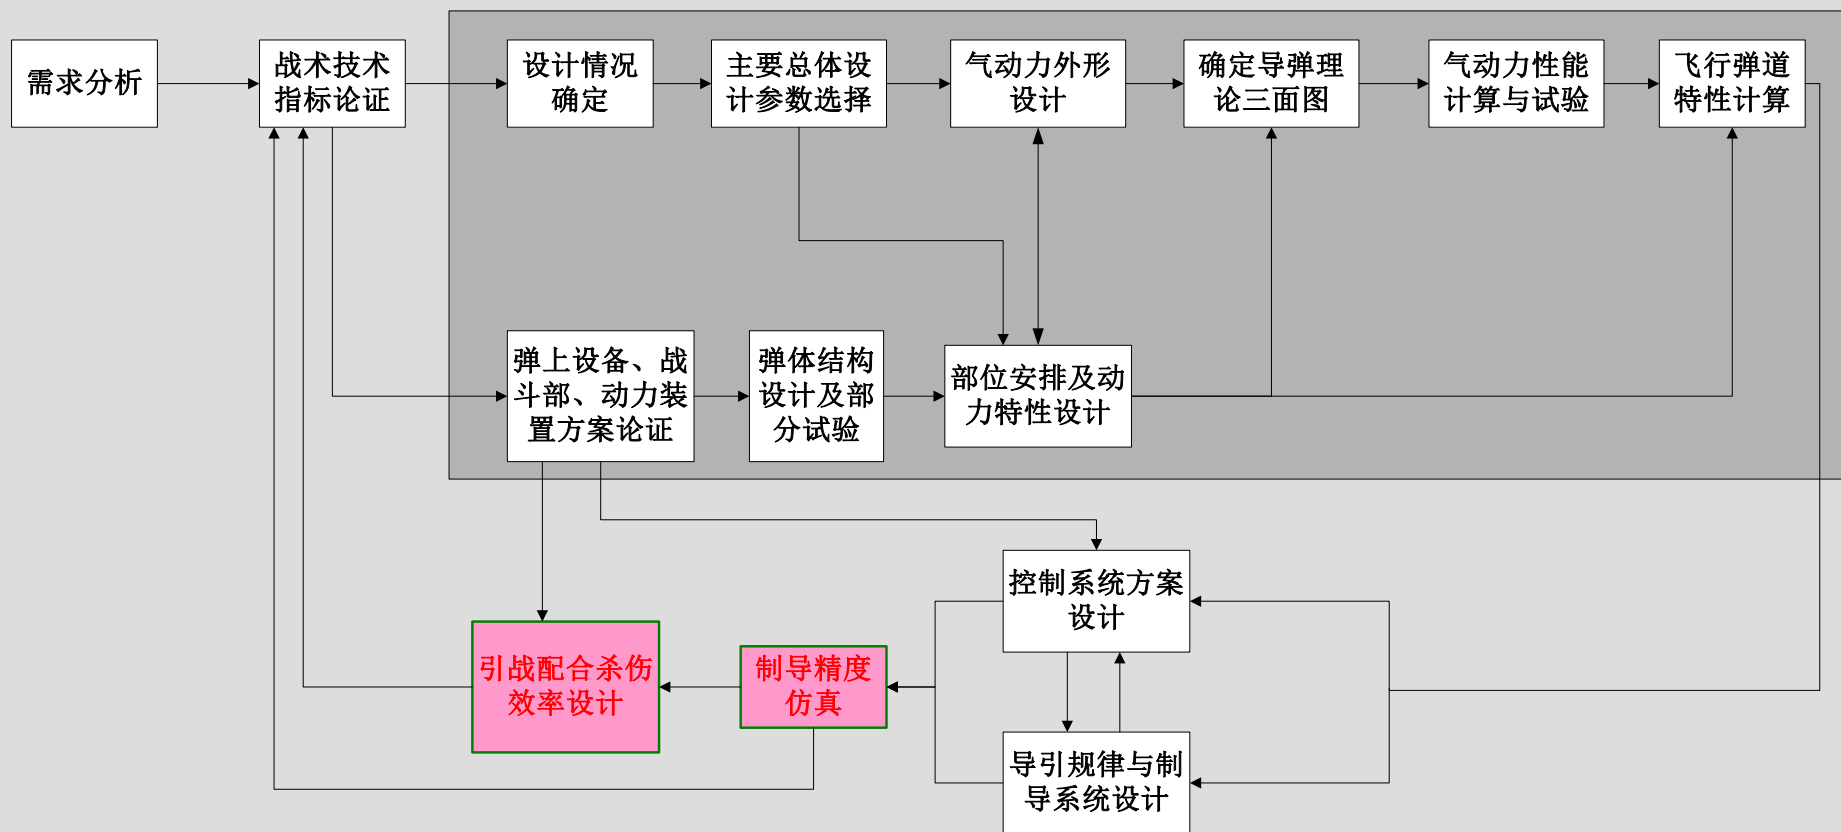 需求分析
战术技术
指标论证
设计情况
确定
主要总体设
计参数选择
气动力外形
设计
确定导弹理
论三面图
气动力性能
计算与试验
飞行弹道
特性计算
弹上设备、战
斗部、动力装
置方案论证
弹体结构
设计及部
分试验
部位安排及动
力特性设计
控制系统方案
设计
引战配合杀伤
效率设计
制导精度
仿真
导引规律与制
导系统设计